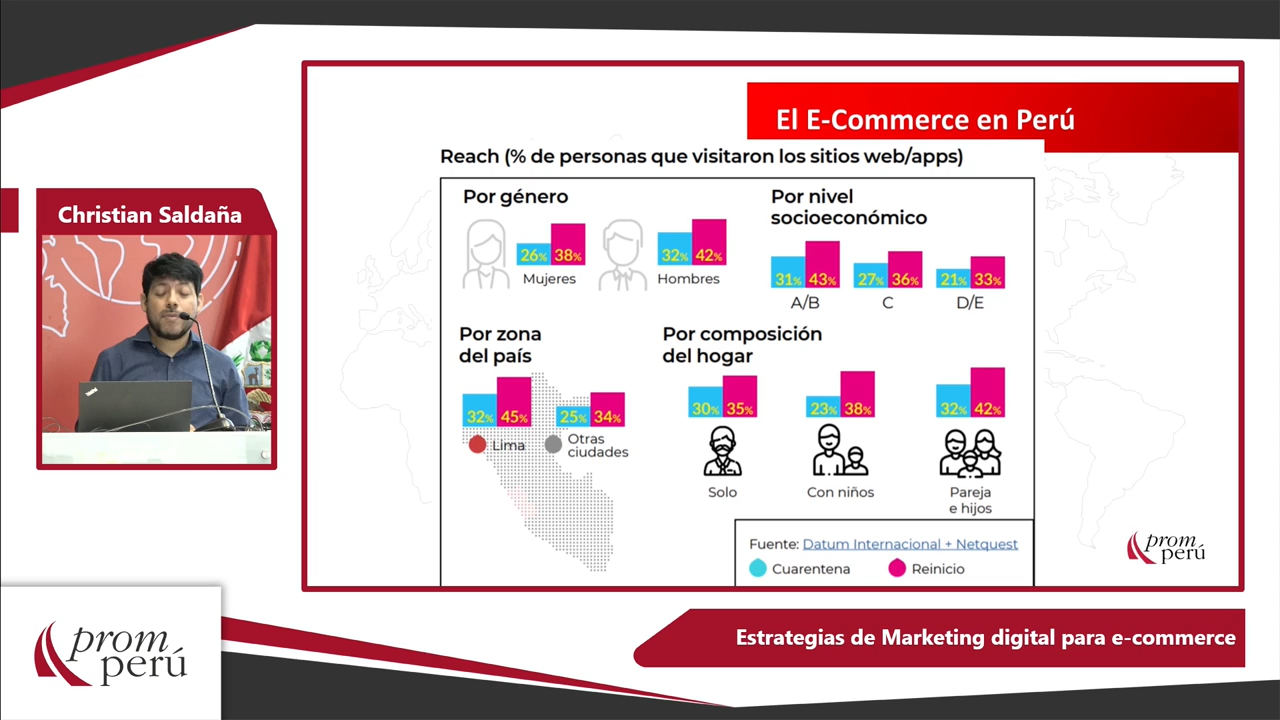 El E-Commerce en Perú
Reach (% de personas que visitaron los sitios web/apps)
Por género
26% 38%
Mujeres
32% 42%
Hombres
Por nivel
socioeconómico
31% 43%
A/B
27% 36%
C
21% 33%
D/E
Por zona
del país
32% 45%
Lima
25% 34%
Otras
ciudades
Por composición
del hogar
30% 35%
Solo
23% 38%
Con niños
32% 42%
Pareja
e hijos
Fuente: Datum Internacional + Netquest
Cuarentena
Reinicio
prom
perú
Christian Saldaña
prom
perú
Estrategias de Marketing digital para e-commerce